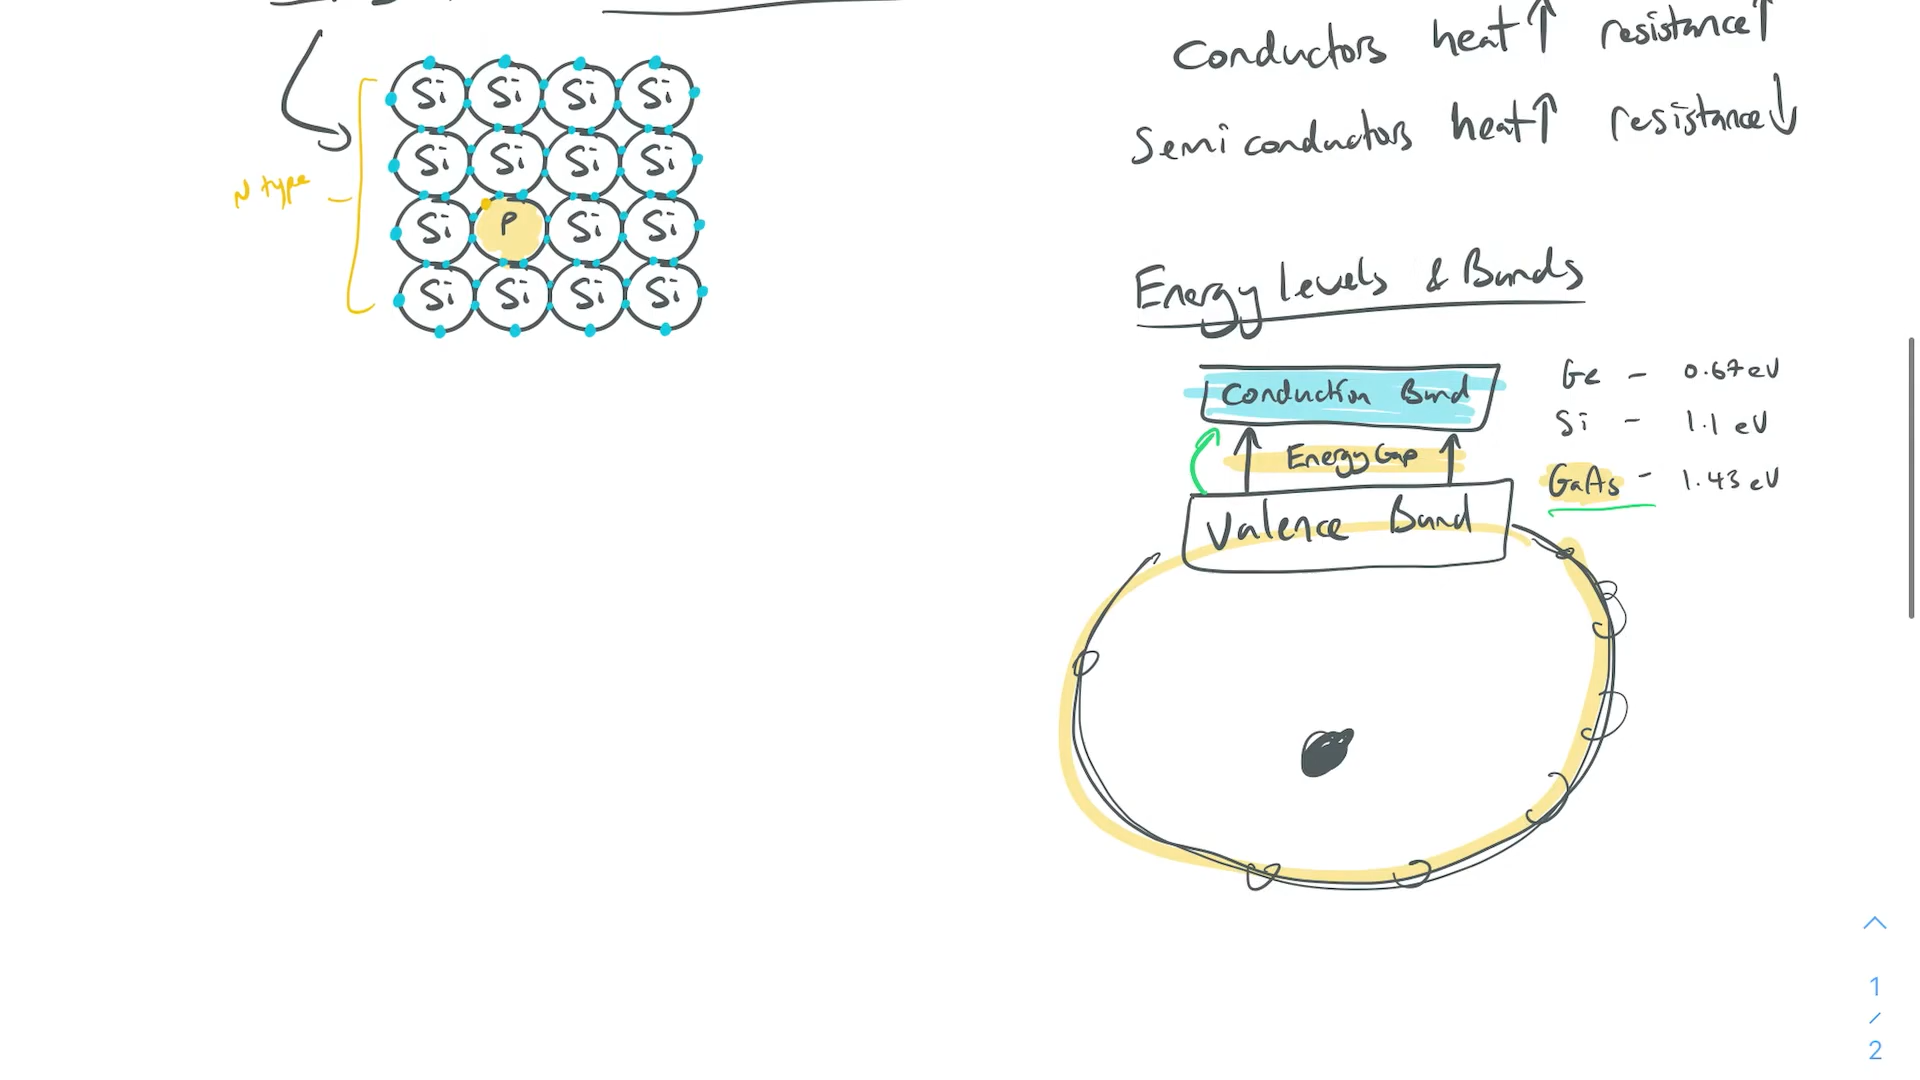 Si Si Si Si
Si Si Si Si
N type
Si P Si Si
Si Si Si Si
Conductors heat↑ resistance↑
Semi conductors heat↑ resistance↓
Energy Levels & Bands
Conduction Band
Energy Gap
Valence Band
Ge - 0.67eV
Si - 1.1 eV
GaAs - 1.43 eV
1
/
2